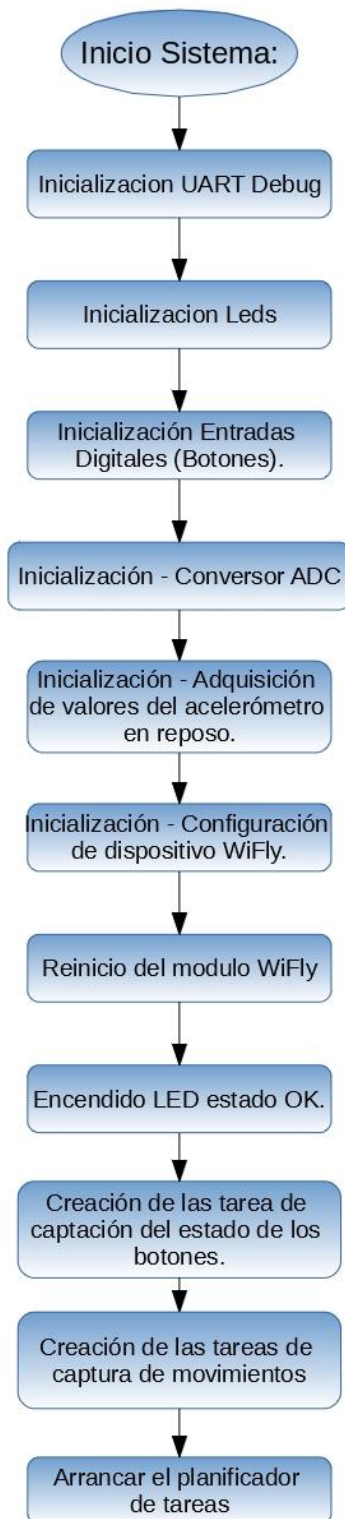 Inicio Sistema:
Inicializacion UART Debug
Inicializacion Leds
Inicialización Entradas
Digitales (Botones).
Inicialización - Conversor ADC
Inicialización - Adquisición
de valores del acelerómetro
en reposo.
Inicialización - Configuración
de dispositivo WiFly.
Reinicio del modulo WiFly
Encendido LED estado OK.
Creación de las tarea de
captación del estado de los
botones.
Creación de las tareas de
captura de movimientos
Arrancar el planificador
de tareas